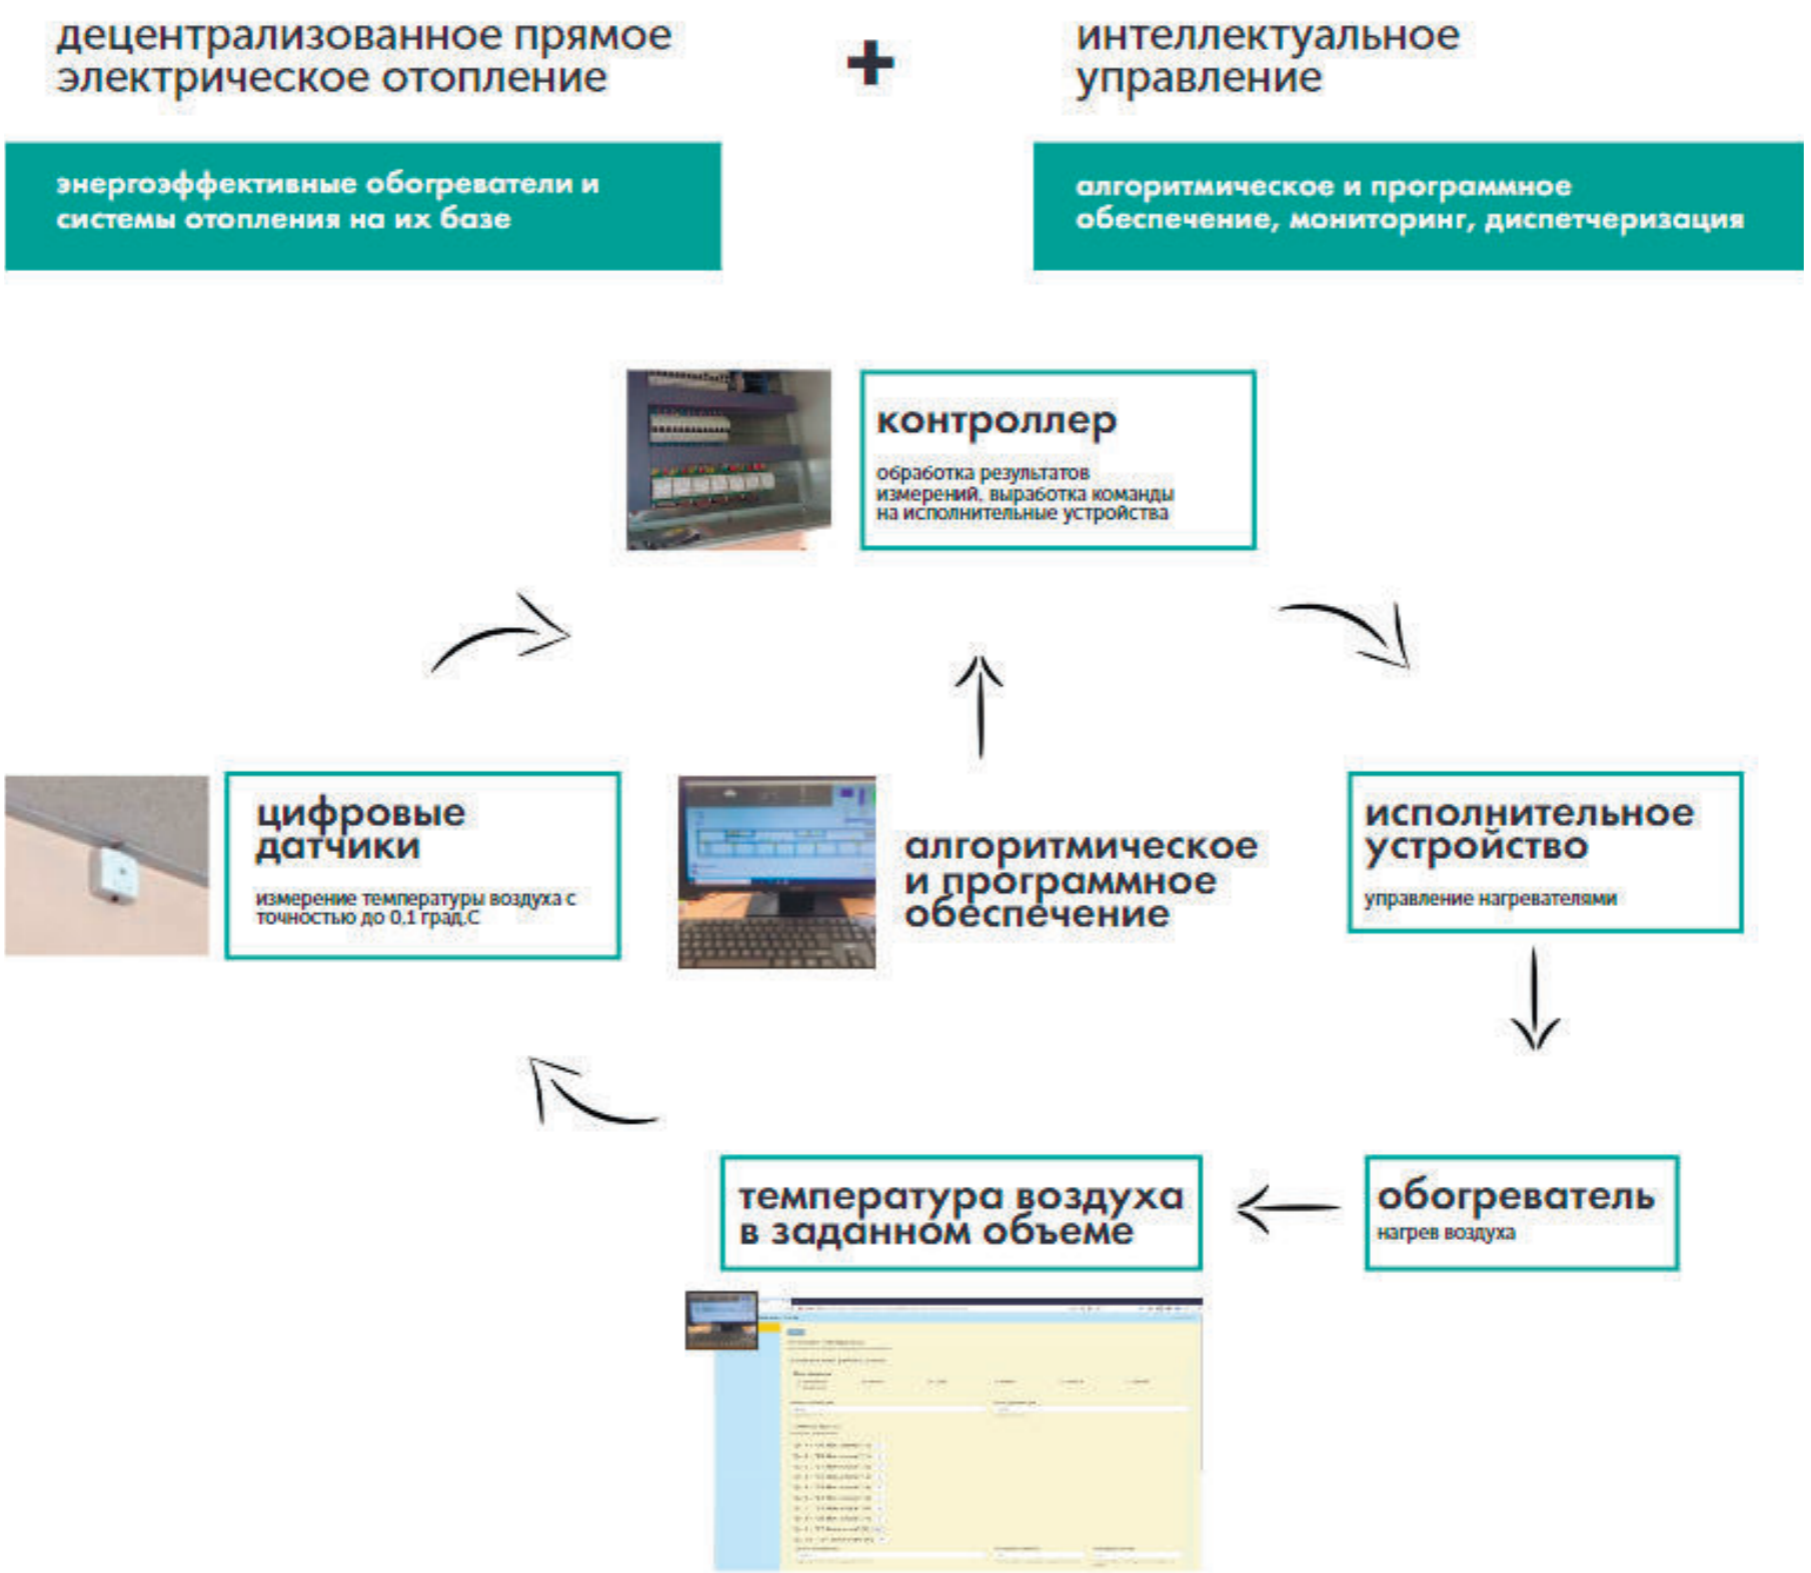 децентрализованное прямое
электрическое отопление
+
интеллектуальное
управление
энергоэффективные обогреватели и
системы отопления на их базе
алгоритмическое и программное
обеспечение, мониторинг, диспетчеризация
контроллер
обработка результатов
измерений, выработка команды
на исполнительные устройства
цифровые
датчики
измерение температуры воздуха с
точностью до 0,1 град.С
алгоритмическое
и программное
обеспечение
исполнительное
устройство
управление нагревателями
температура воздуха
в заданном объеме
обогреватель
нагрев воздуха